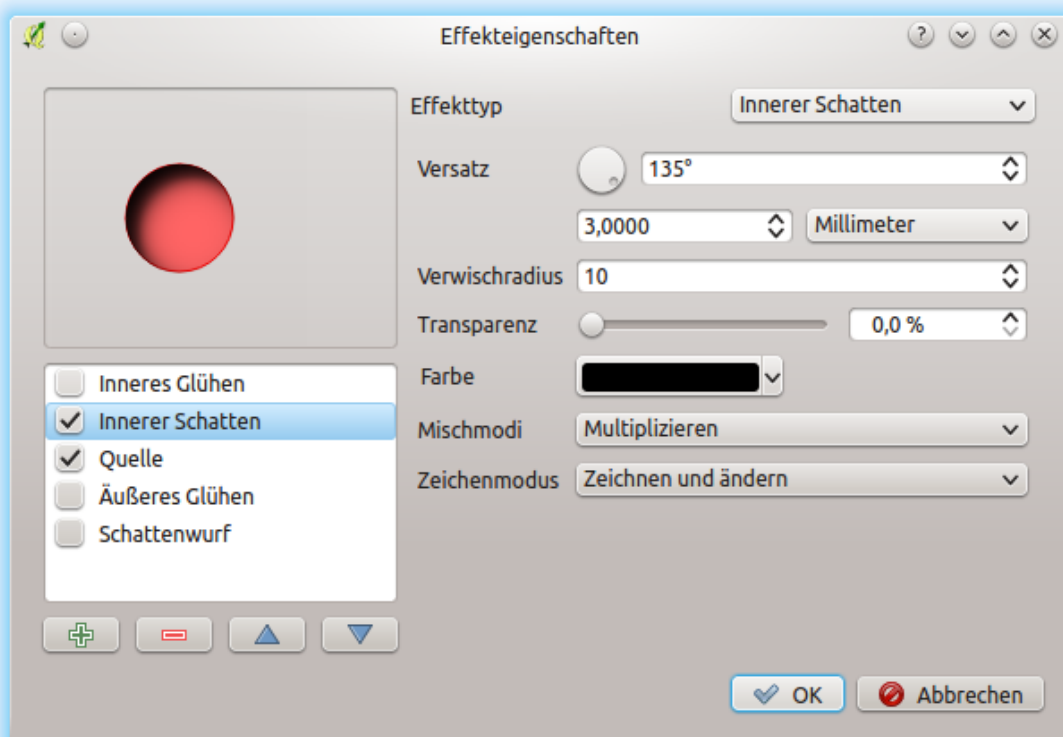 Effekteigenschaften
Effekttyp Innerer Schatten
Versatz 135°
3,0000 Millimeter
Verwischradius 10
Transparenz 0,0 %
Farbe
Mischmodi Multiplizieren
Zeichenmodus Zeichnen und ändern
Inneres Glühen
Innerer Schatten
Quelle
Äußeres Glühen
Schattenwurf
OK Abbrechen